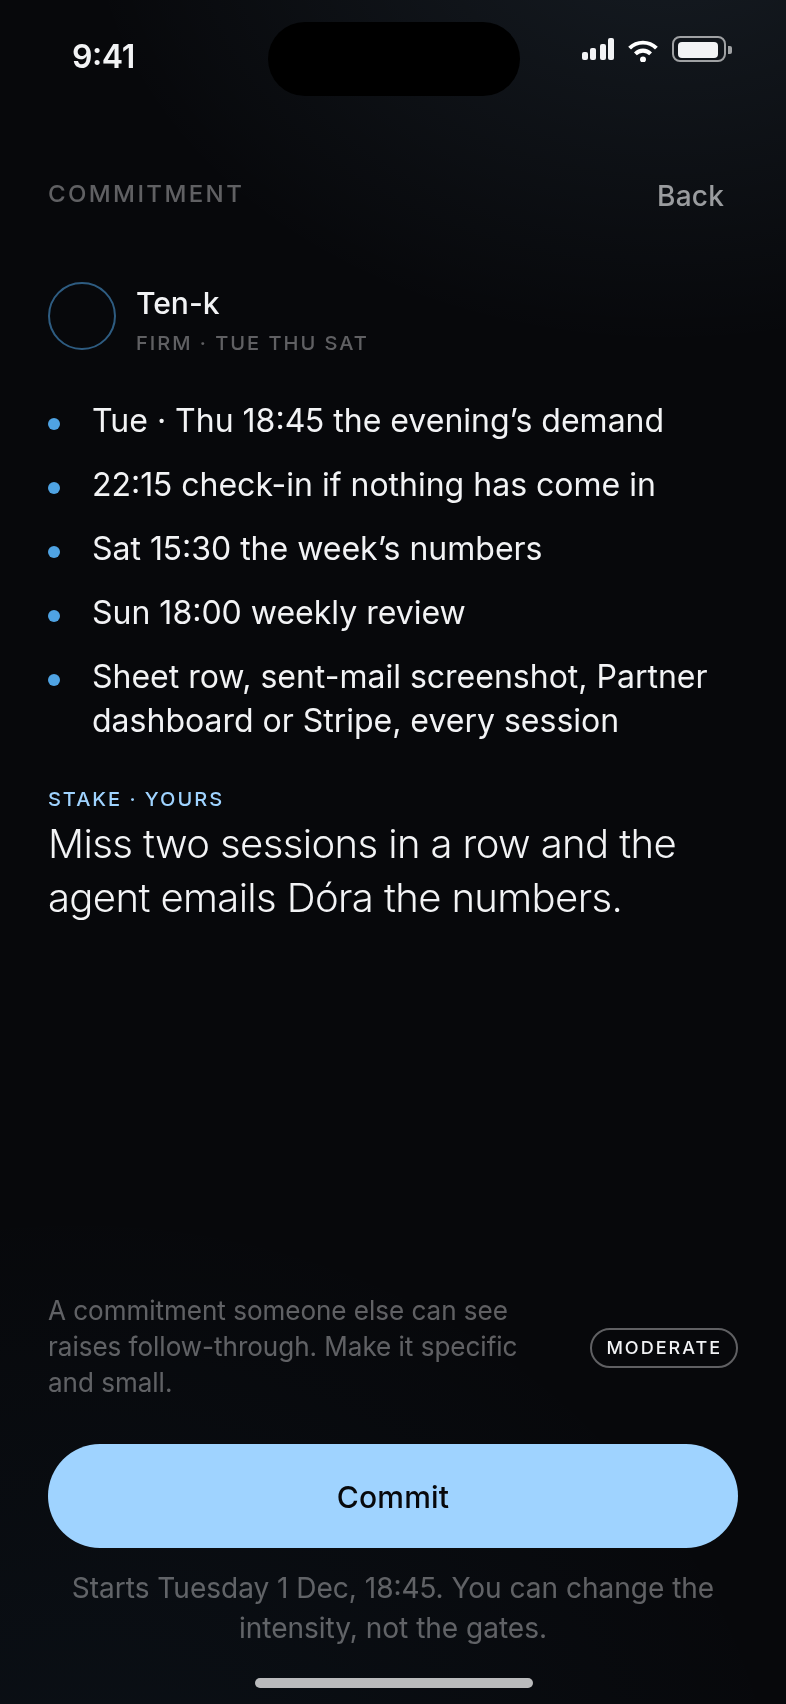 9:41
COMMITMENT
Back
Ten-k
FIRM · TUE THU SAT
Tue · Thu 18:45 the evening’s demand
22:15 check-in if nothing has come in
Sat 15:30 the week’s numbers
Sun 18:00 weekly review
Sheet row, sent-mail screenshot, Partner
dashboard or Stripe, every session
STAKE · YOURS
Miss two sessions in a row and the
agent emails Dóra the numbers.
A commitment someone else can see
raises follow-through. Make it specific
and small.
MODERATE
Commit
Starts Tuesday 1 Dec, 18:45. You can change the
intensity, not the gates.